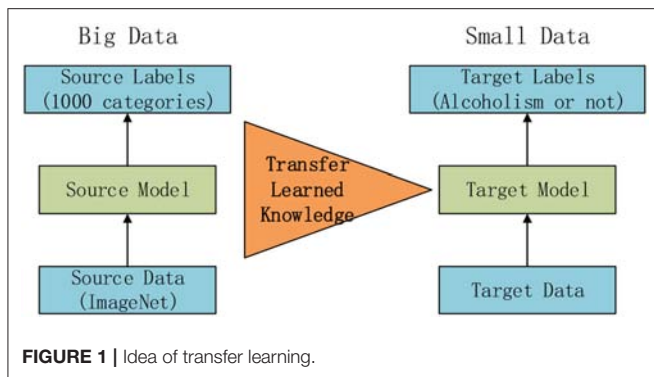 Big Data
Small Data
Source Labels
(1000 categories)
Target Labels
(Alcoholism or not)
Transfer
Learned
Knowledge
Source Model
Target Model
Source Data
(ImageNet)
Target Data
FIGURE 1 | Idea of transfer learning.